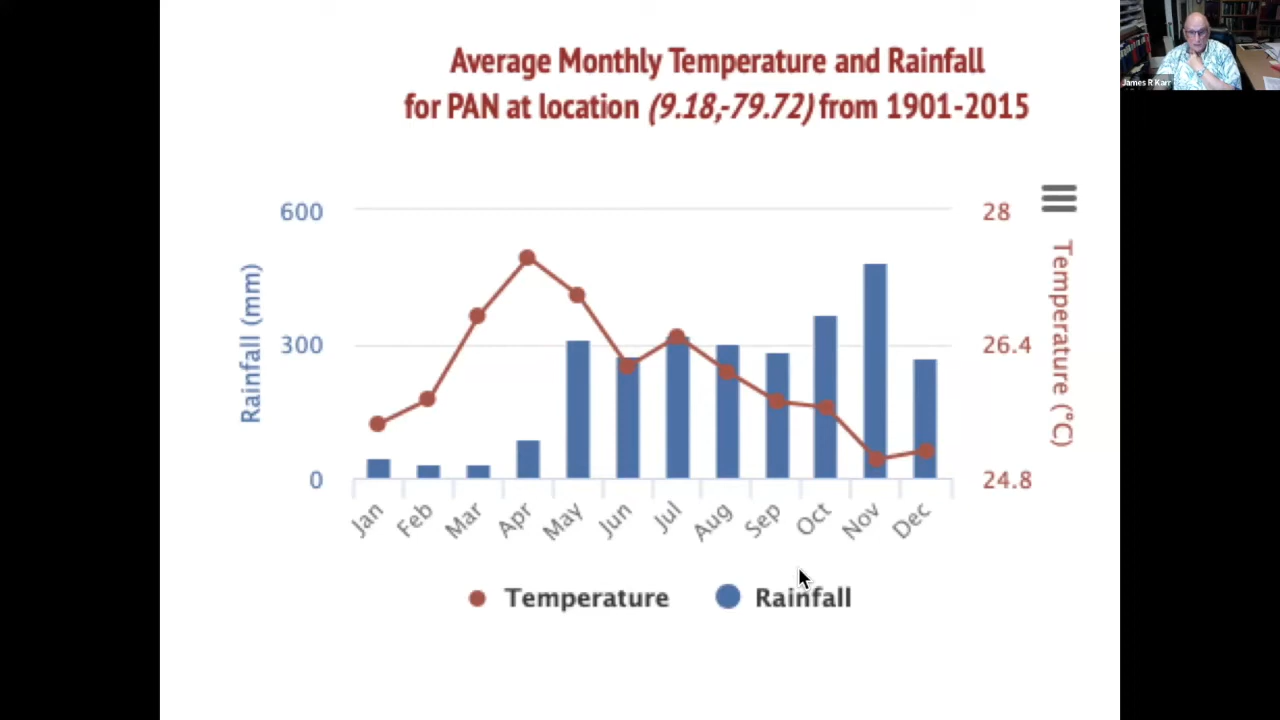 Average Monthly Temperature and Rainfall
for PAN at location (9.18,-79.72) from 1901-2015
James R Karr
600
28
Rainfall (mm)
Temperature (°C)
300
26.4
0
24.8
Jan Feb Mar Apr May Jun Jul Aug Sep Oct Nov Dec
Temperature Rainfall